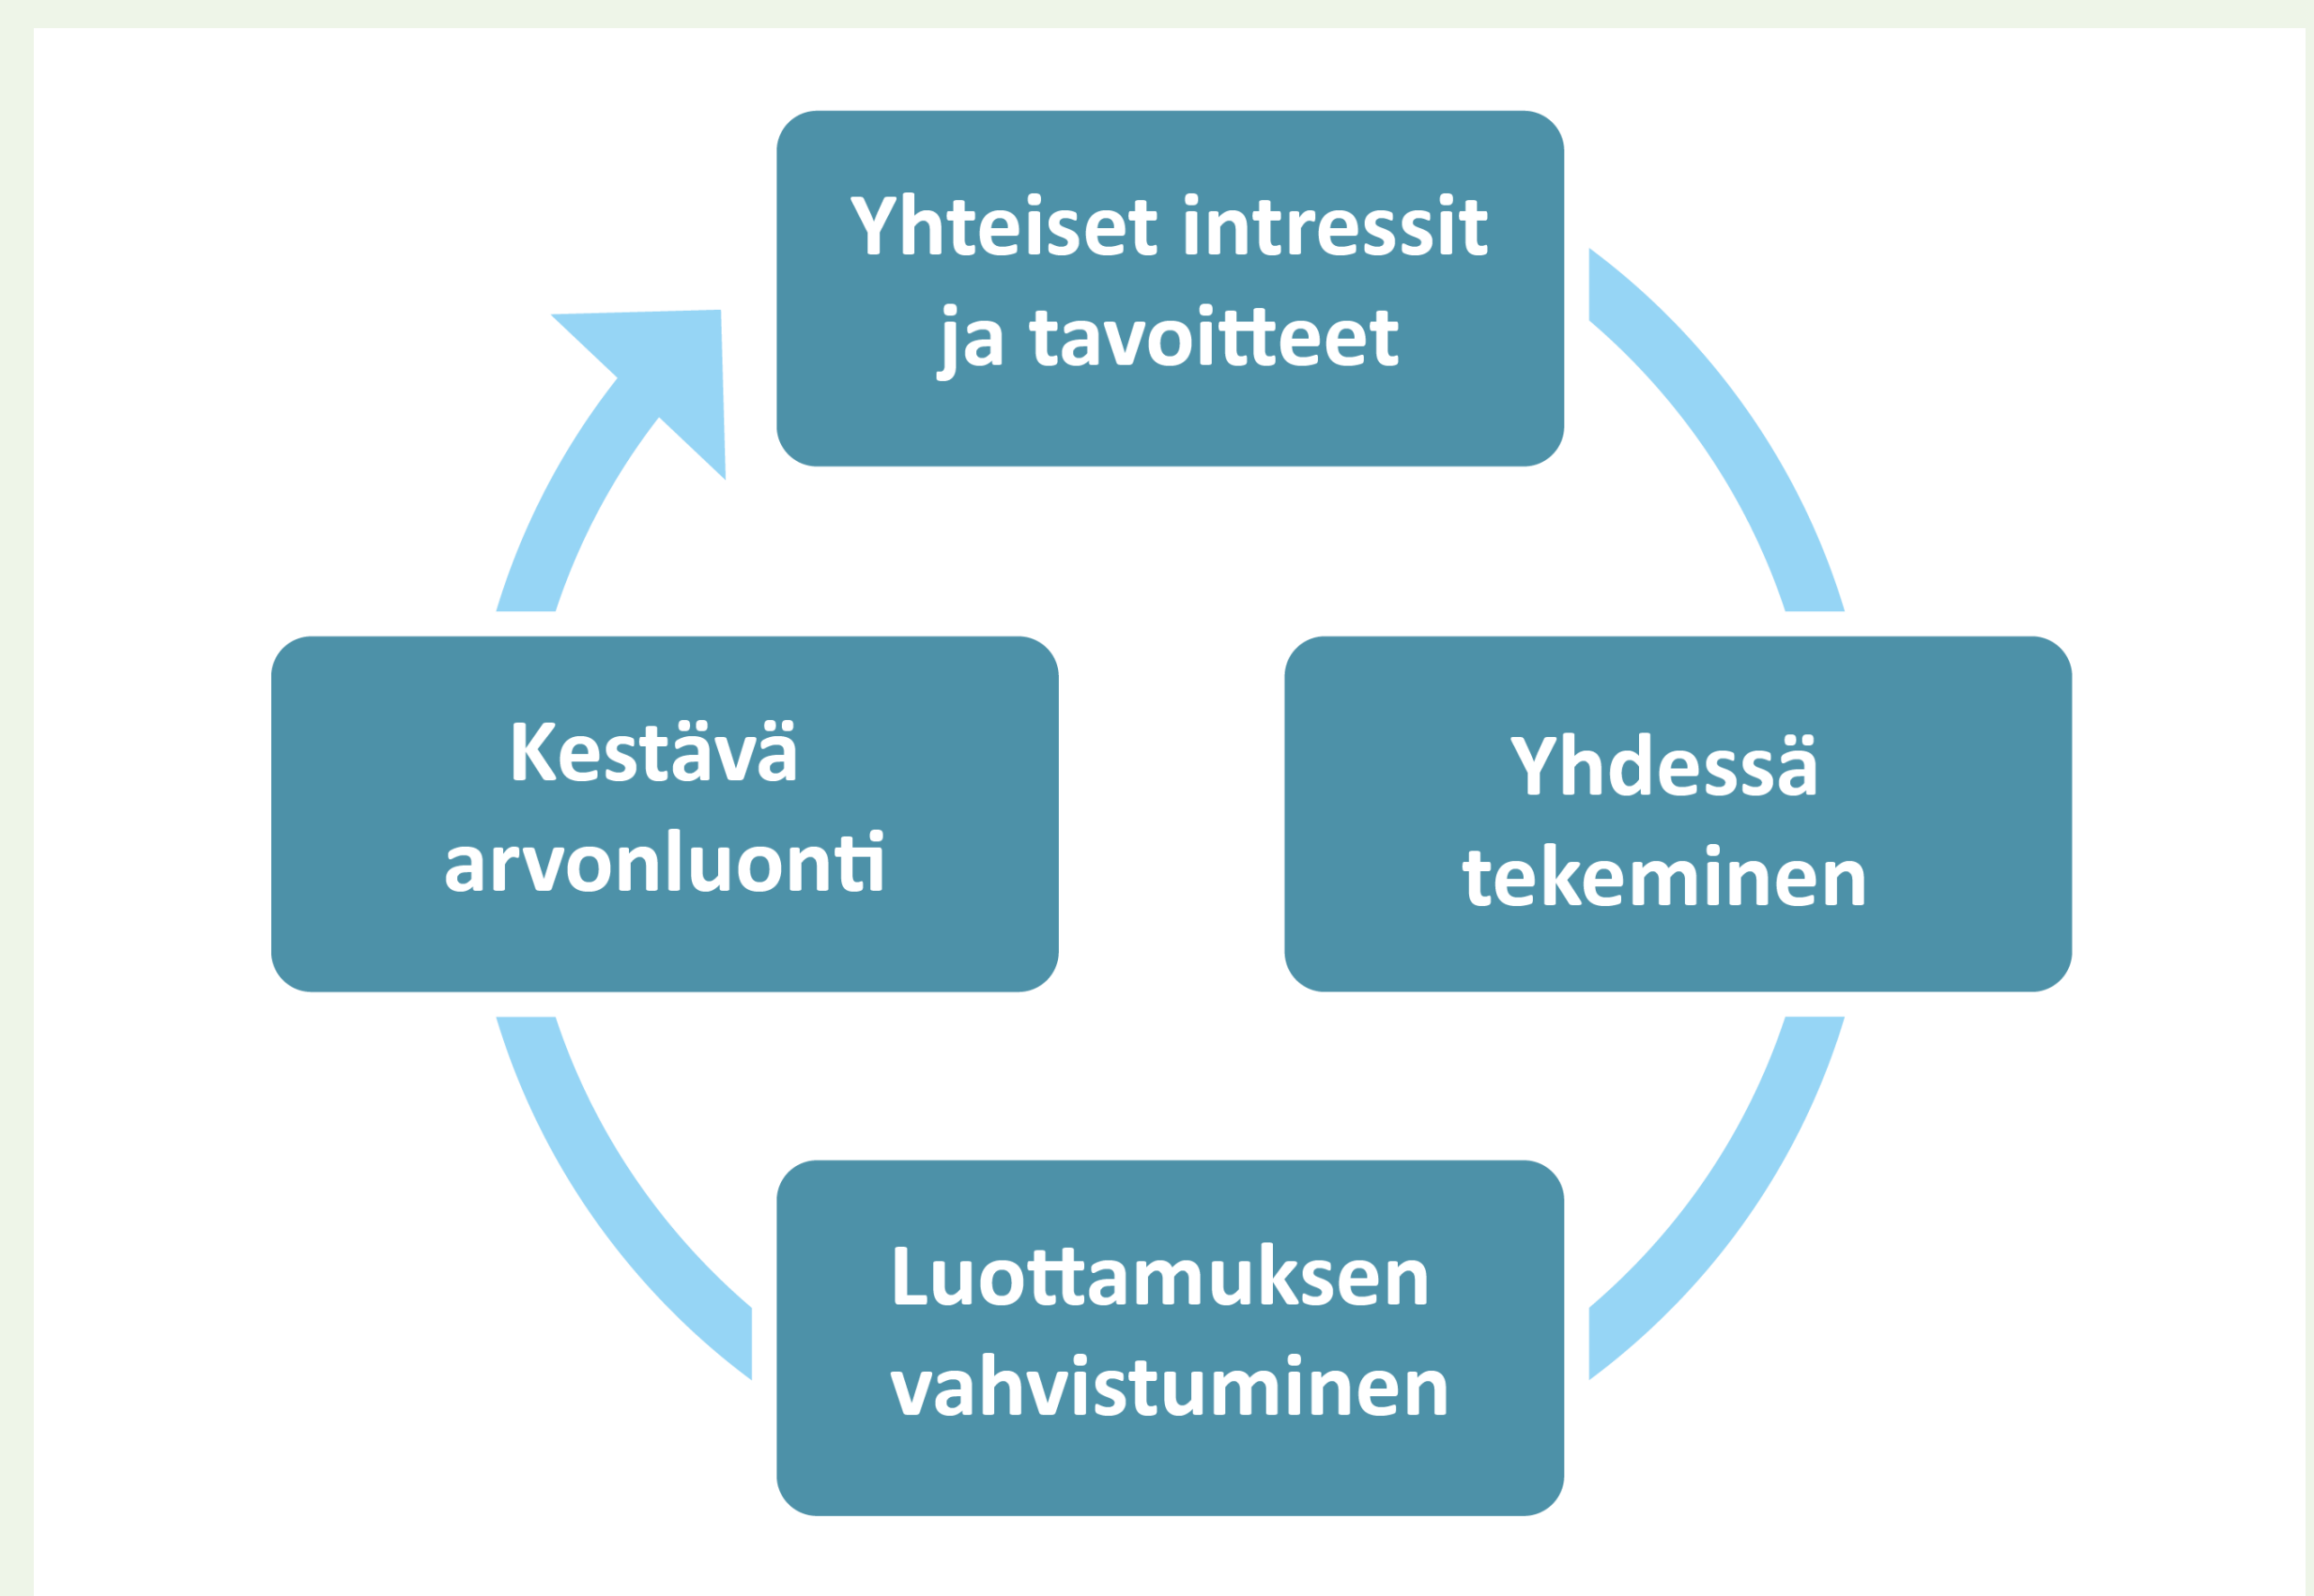 Yhteiset intressit
ja tavoitteet
Kestävä
arvonluonti
Yhdessä
tekeminen
Luottamuksen
vahvistuminen